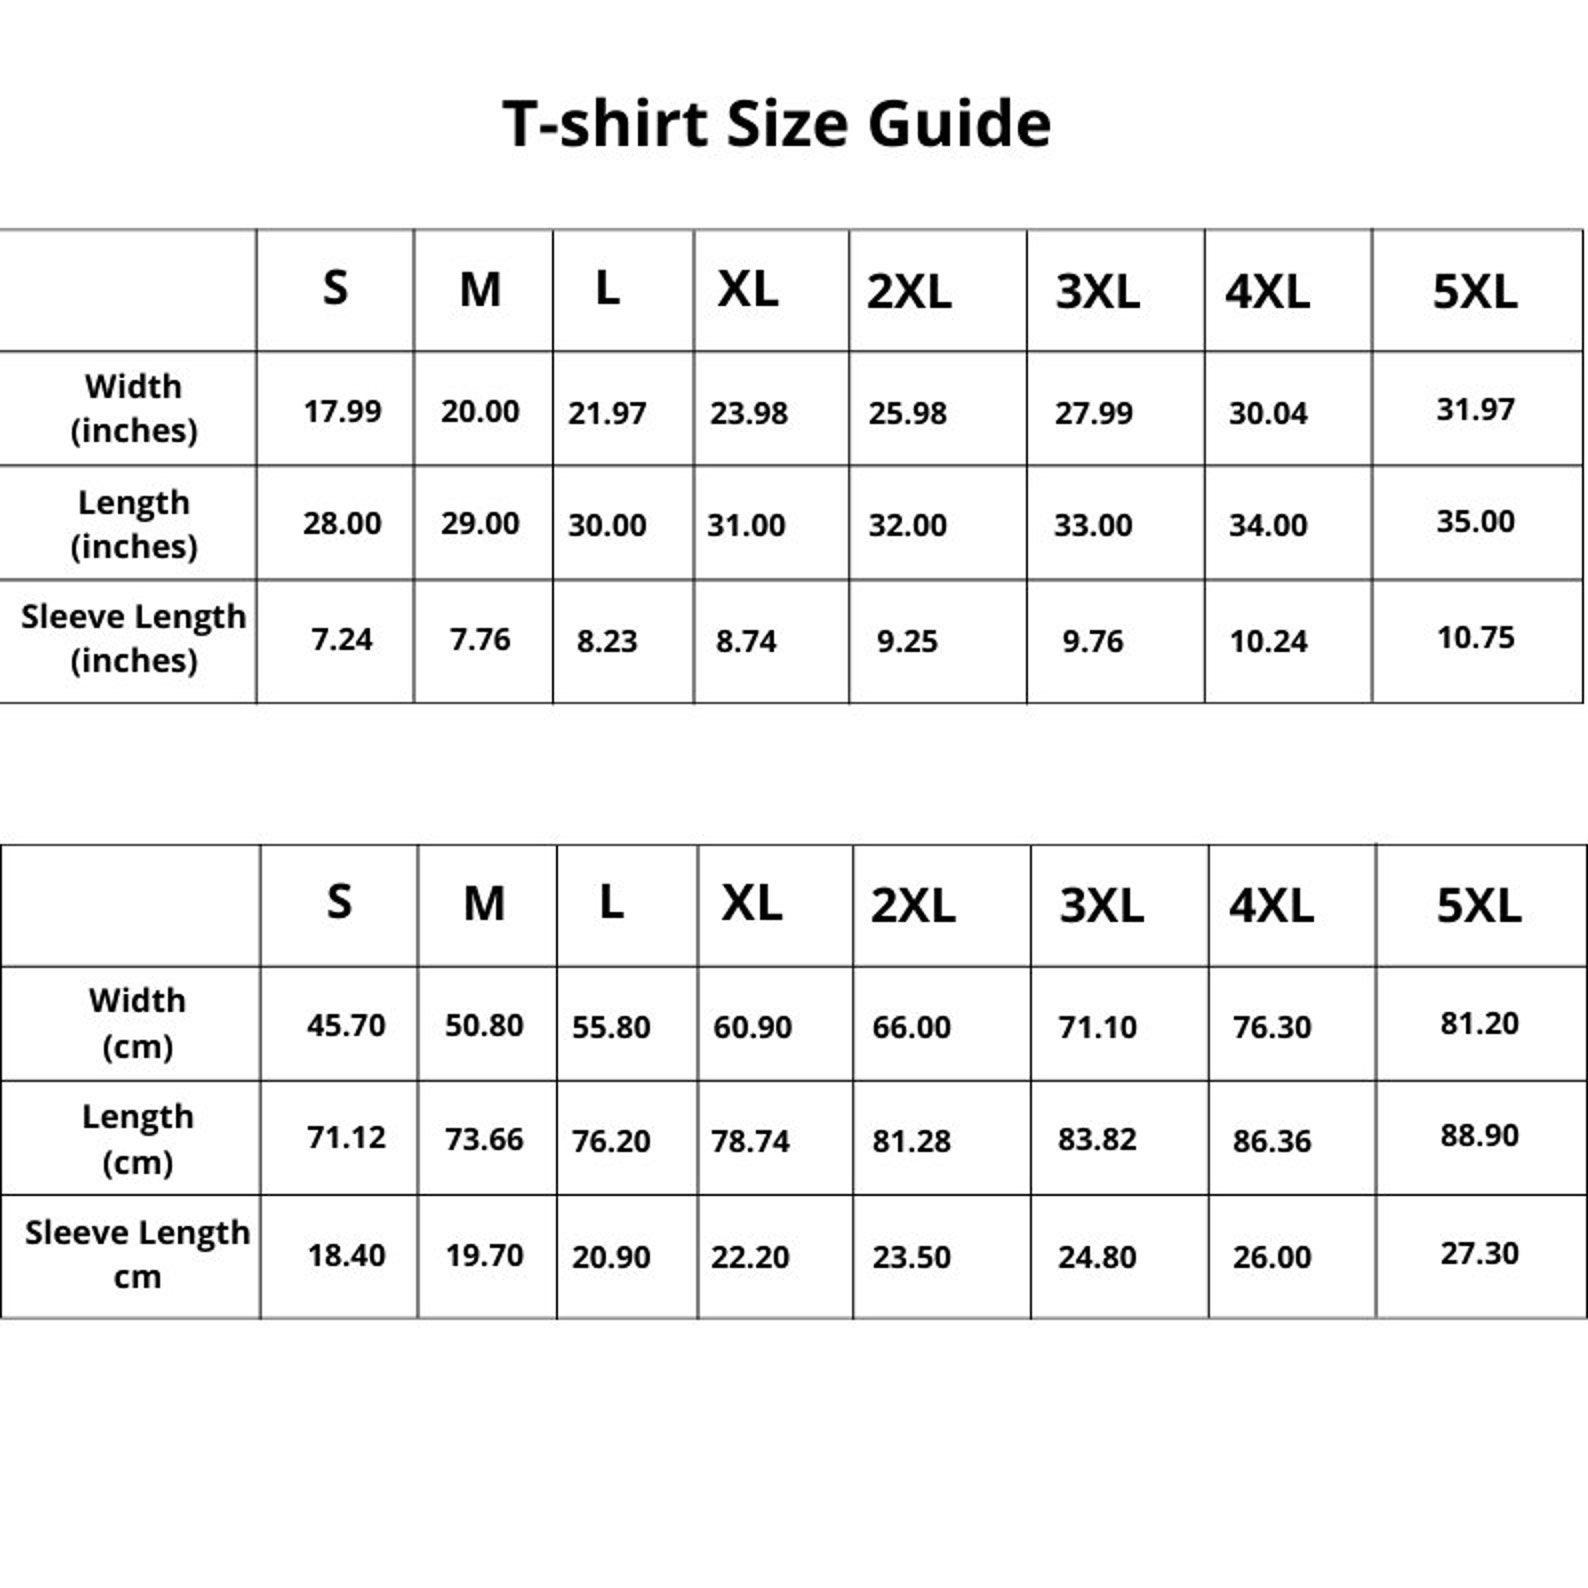 T-shirt Size Guide
S M L XL 2XL 3XL 4XL 5XL
Width
(inches) 17.99 20.00 21.97 23.98 25.98 27.99 30.04 31.97
Length
(inches) 28.00 29.00 30.00 31.00 32.00 33.00 34.00 35.00
Sleeve Length
(inches) 7.24 7.76 8.23 8.74 9.25 9.76 10.24 10.75
S M L XL 2XL 3XL 4XL 5XL
Width
(cm) 45.70 50.80 55.80 60.90 66.00 71.10 76.30 81.20
Length
(cm) 71.12 73.66 76.20 78.74 81.28 83.82 86.36 88.90
Sleeve Length
cm 18.40 19.70 20.90 22.20 23.50 24.80 26.00 27.30